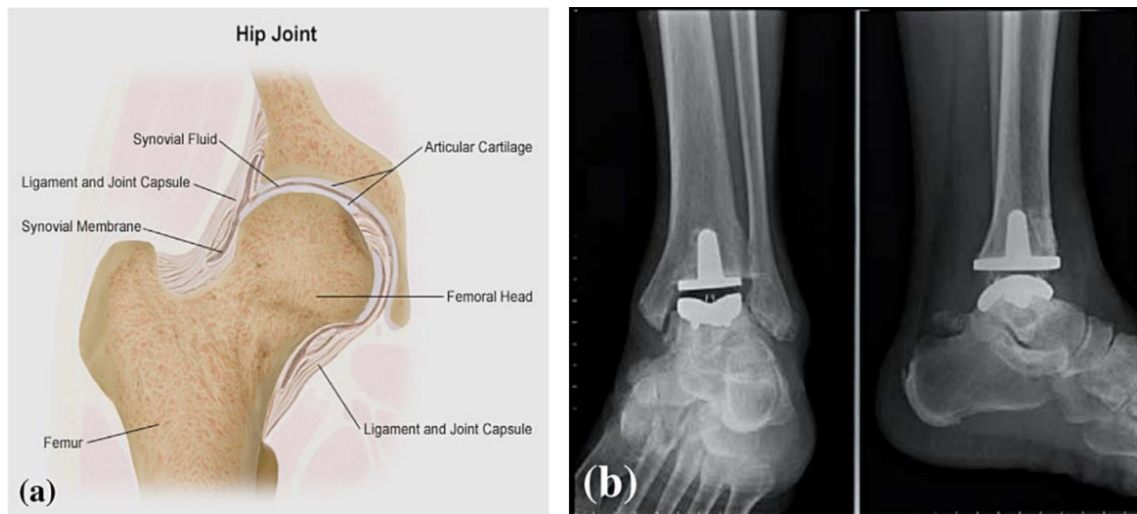 Hip Joint
Synovial Fluid
Articular Cartilage
Ligament and Joint Capsule
Synovial Membrane
Femoral Head
Ligament and Joint Capsule
Femur
(a)
(b)